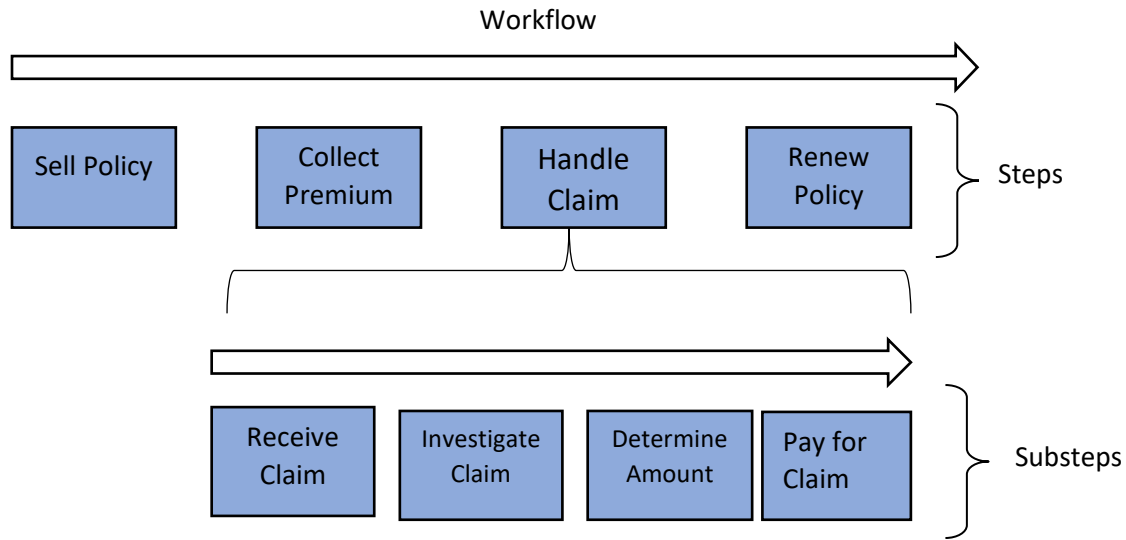 Workflow
Sell Policy
Collect
Premium
Handle
Claim
Renew
Policy
Steps
Receive
Claim
Investigate
Claim
Determine
Amount
Pay for
Claim
Substeps